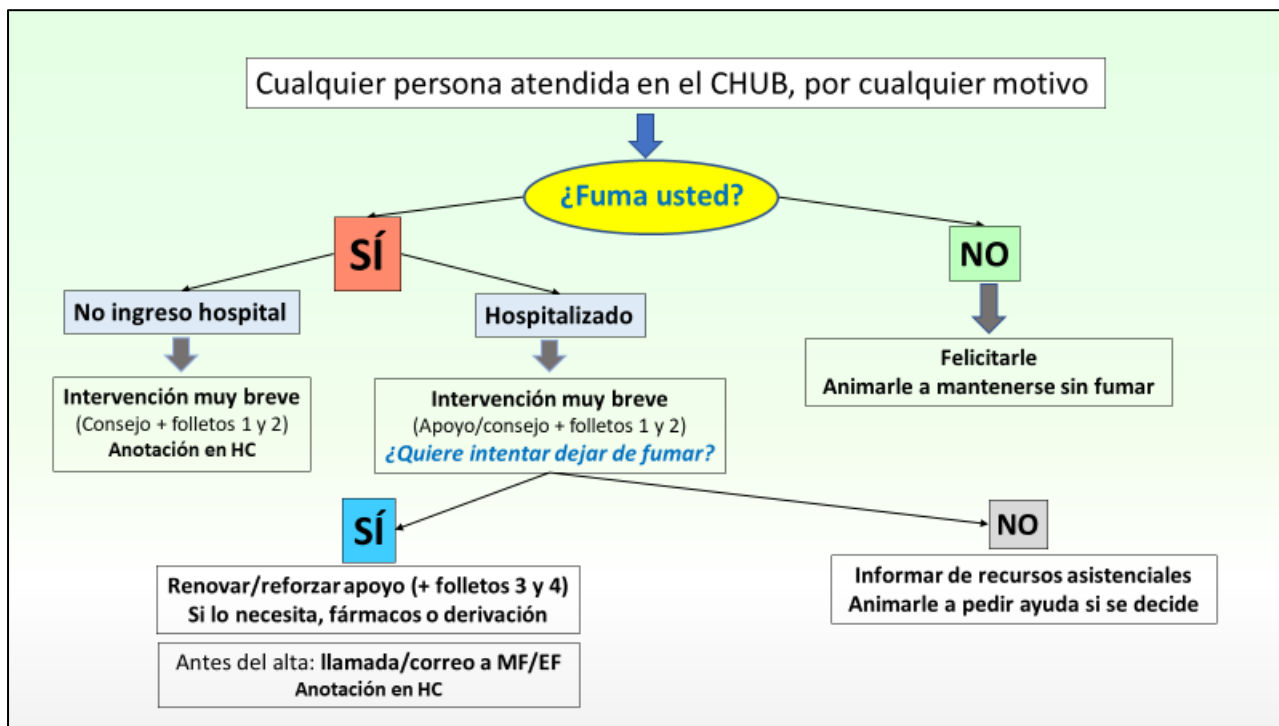 Cualquier persona atendida en el CHUB, por cualquier motivo
¿Fuma usted?
SÍ
NO
No ingreso hospital
Hospitalizado
Intervención muy breve
(Consejo + folletos 1 y 2)
Anotación en HC
Intervención muy breve
(Apoyo/consejo + folletos 1 y 2)
¿Quiere intentar dejar de fumar?
Felicitarle
Animarle a mantenerse sin fumar
SÍ
NO
Renovar/reforzar apoyo (+ folletos 3 y 4)
Si lo necesita, fármacos o derivación
Informar de recursos asistenciales
Animarle a pedir ayuda si se decide
Antes del alta: llamada/correo a MF/EF
Anotación en HC